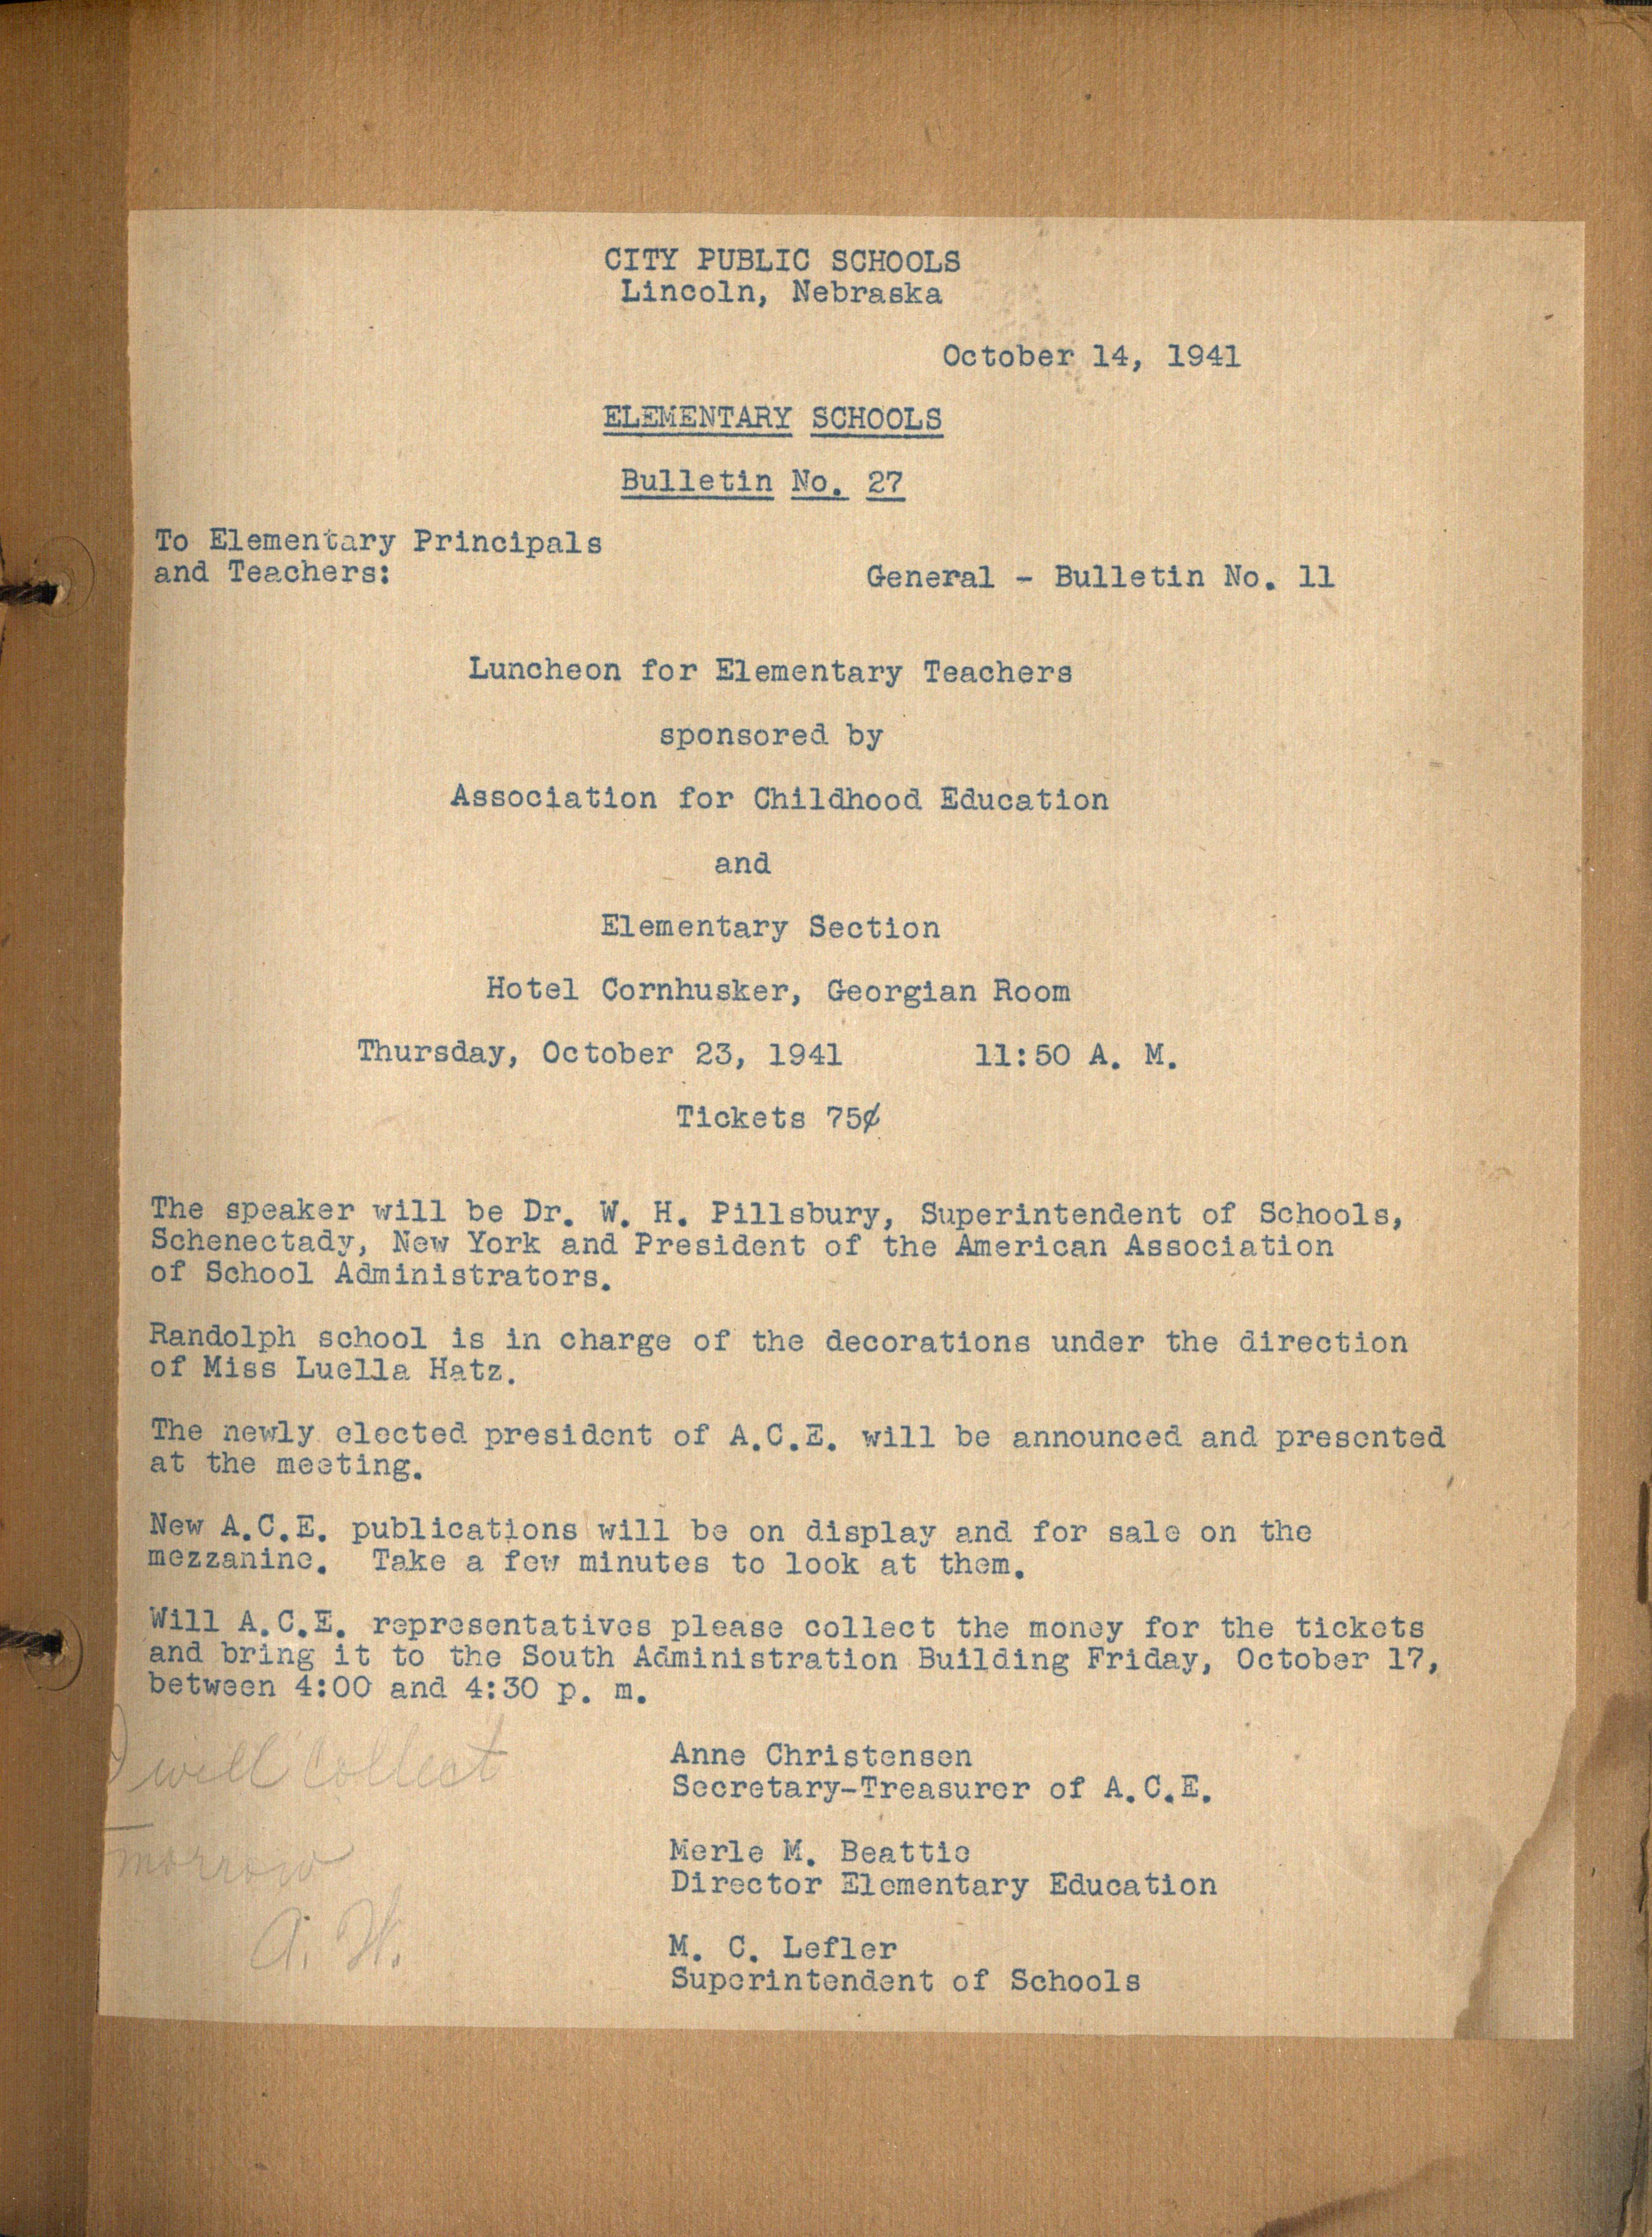 CITY PUBLIC SCHOOLS
Lincoln, Nebraska
October 14, 1941
ELEMENTARY SCHOOLS
Bulletin No. 27
To Elementary Principals
and Teachers:
General - Bulletin No. 11
Luncheon for Elementary Teachers
sponsored by
Association for Childhood Education
and
Elementary Section
Hotel Cornhusker, Georgian Room
Thursday, October 23, 1941 11:50 A. M.
Tickets 75¢
The speaker will be Dr. W. H. Pillsbury, Superintendent of Schools,
Schenectady, New York and President of the American Association
of School Administrators.
Randolph school is in charge of the decorations under the direction
of Miss Luella Hatz.
The newly elected president of A.C.E. will be announced and presented
at the meeting.
New A.C.E. publications will be on display and for sale on the
mezzanine. Take a few minutes to look at them.
Will A.C.E. representatives please collect the money for the tickets
and bring it to the South Administration Building Friday, October 17,
between 4:00 and 4:30 p. m.
I will collect
morrow
A. H.
Anne Christensen
Secretary-Treasurer of A.C.E.
Merle M. Beattie
Director Elementary Education
M. C. Lefler
Superintendent of Schools